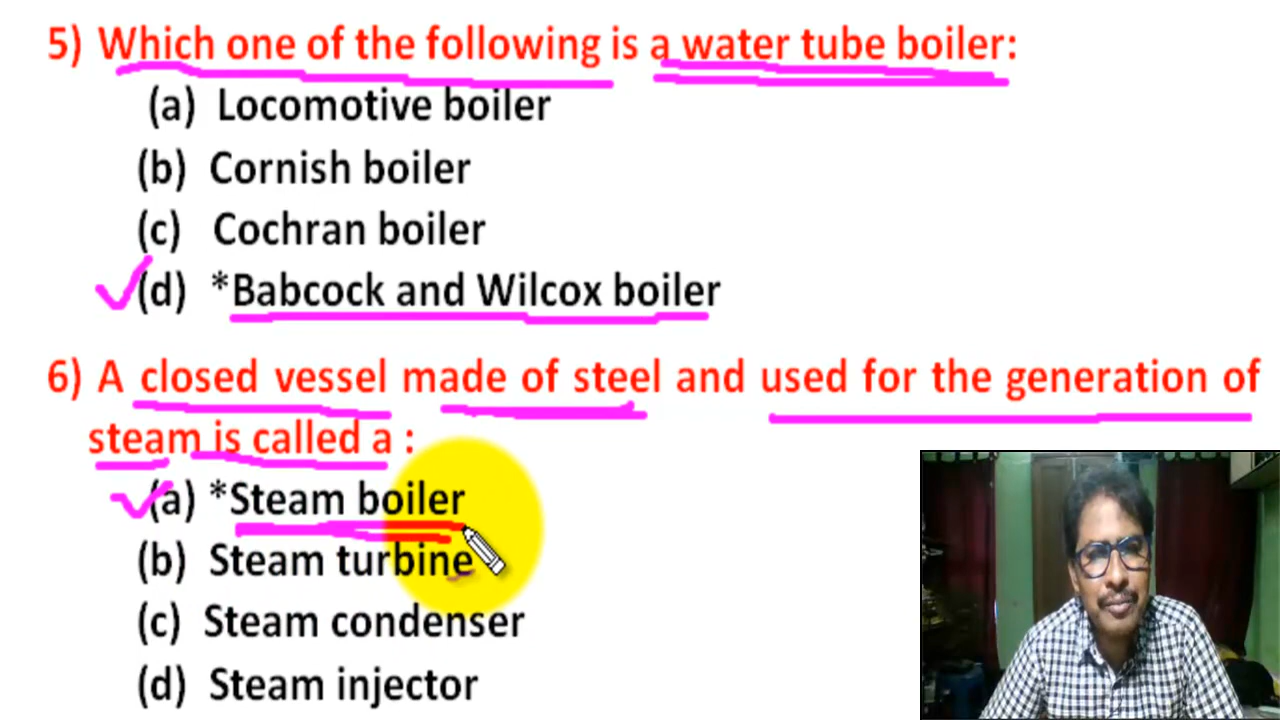 5) Which one of the following is a water tube boiler:
(a) Locomotive boiler
(b) Cornish boiler
(c) Cochran boiler
(d) *Babcock and Wilcox boiler
6) A closed vessel made of steel and used for the generation of
steam is called a :
(a) *Steam boiler
(b) Steam turbine
(c) Steam condenser
(d) Steam injector